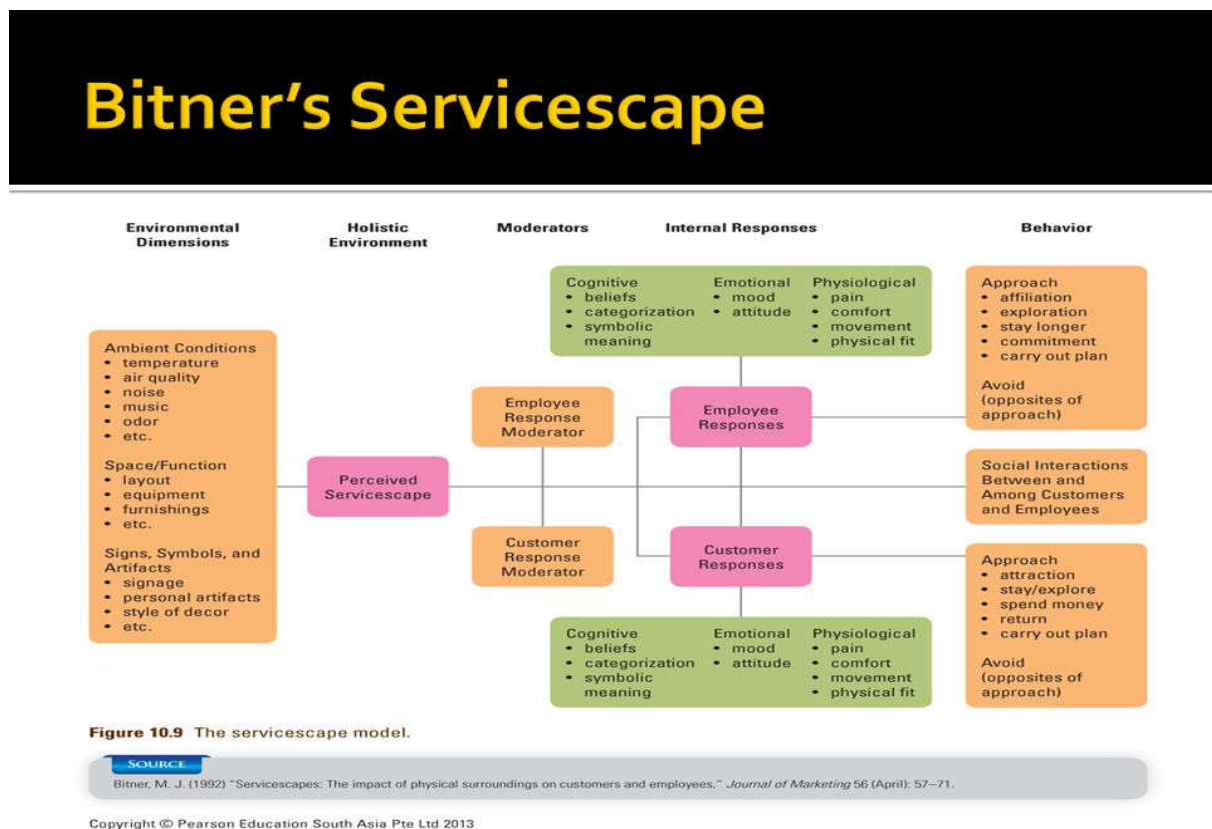 Bitner’s Servicescape
Environmental
Dimensions
Holistic
Environment
Moderators
Internal Responses
Behavior
Ambient Conditions
• temperature
• air quality
• noise
• music
• odor
• etc.
Space/Function
• layout
• equipment
• furnishings
• etc.
Signs, Symbols, and
Artifacts
• signage
• personal artifacts
• style of decor
• etc.
Perceived
Servicescape
Employee
Response
Moderator
Customer
Response
Moderator
Cognitive
• beliefs
• categorization
• symbolic
meaning
Emotional
• mood
• attitude
Physiological
• pain
• comfort
• movement
• physical fit
Employee
Responses
Customer
Responses
Cognitive
• beliefs
• categorization
• symbolic
meaning
Emotional
• mood
• attitude
Physiological
• pain
• comfort
• movement
• physical fit
Approach
• affiliation
• exploration
• stay longer
• commitment
• carry out plan
Avoid
(opposites of
approach)
Social Interactions
Between and
Among Customers
and Employees
Approach
• attraction
• stay/explore
• spend money
• return
• carry out plan
Avoid
(opposites of
approach)
Figure 10.9 The servicescape model.
SOURCE
Bitner, M. J. (1992) “Servicescapes: The impact of physical surroundings on customers and employees,” Journal of Marketing 56 (April): 57–71.
Copyright © Pearson Education South Asia Pte Ltd 2013